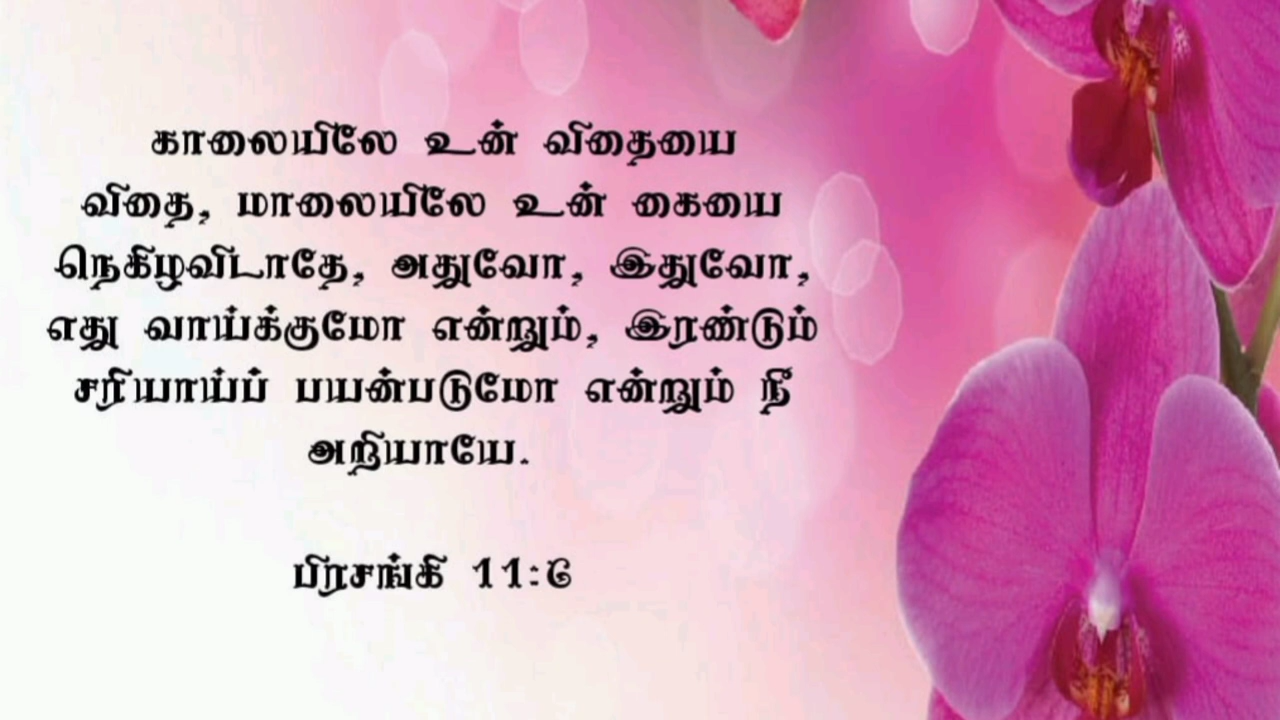 காலையிலே உன் விதையை
விதை, மாலையிலே உன் கையை
நெகிழவிடாதே, அதுவோ, இதுவோ,
எது வாய்க்குமோ என்றும், இரண்டும்
சரியாய்ப் பயன்படுமோ என்றும் நீ
அறியாயே.
பிரசங்கி 11:6